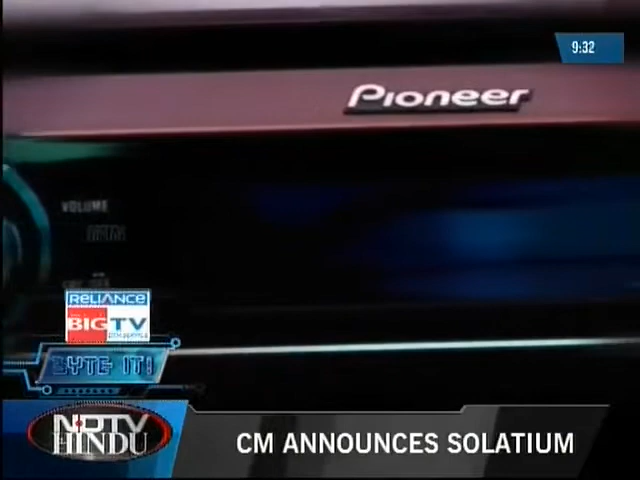 9:32
Pioneer
VOLUME
RELIANCE
BIG TV
BYTE IT!
NDTV
HINDU
CM ANNOUNCES SOLATIUM